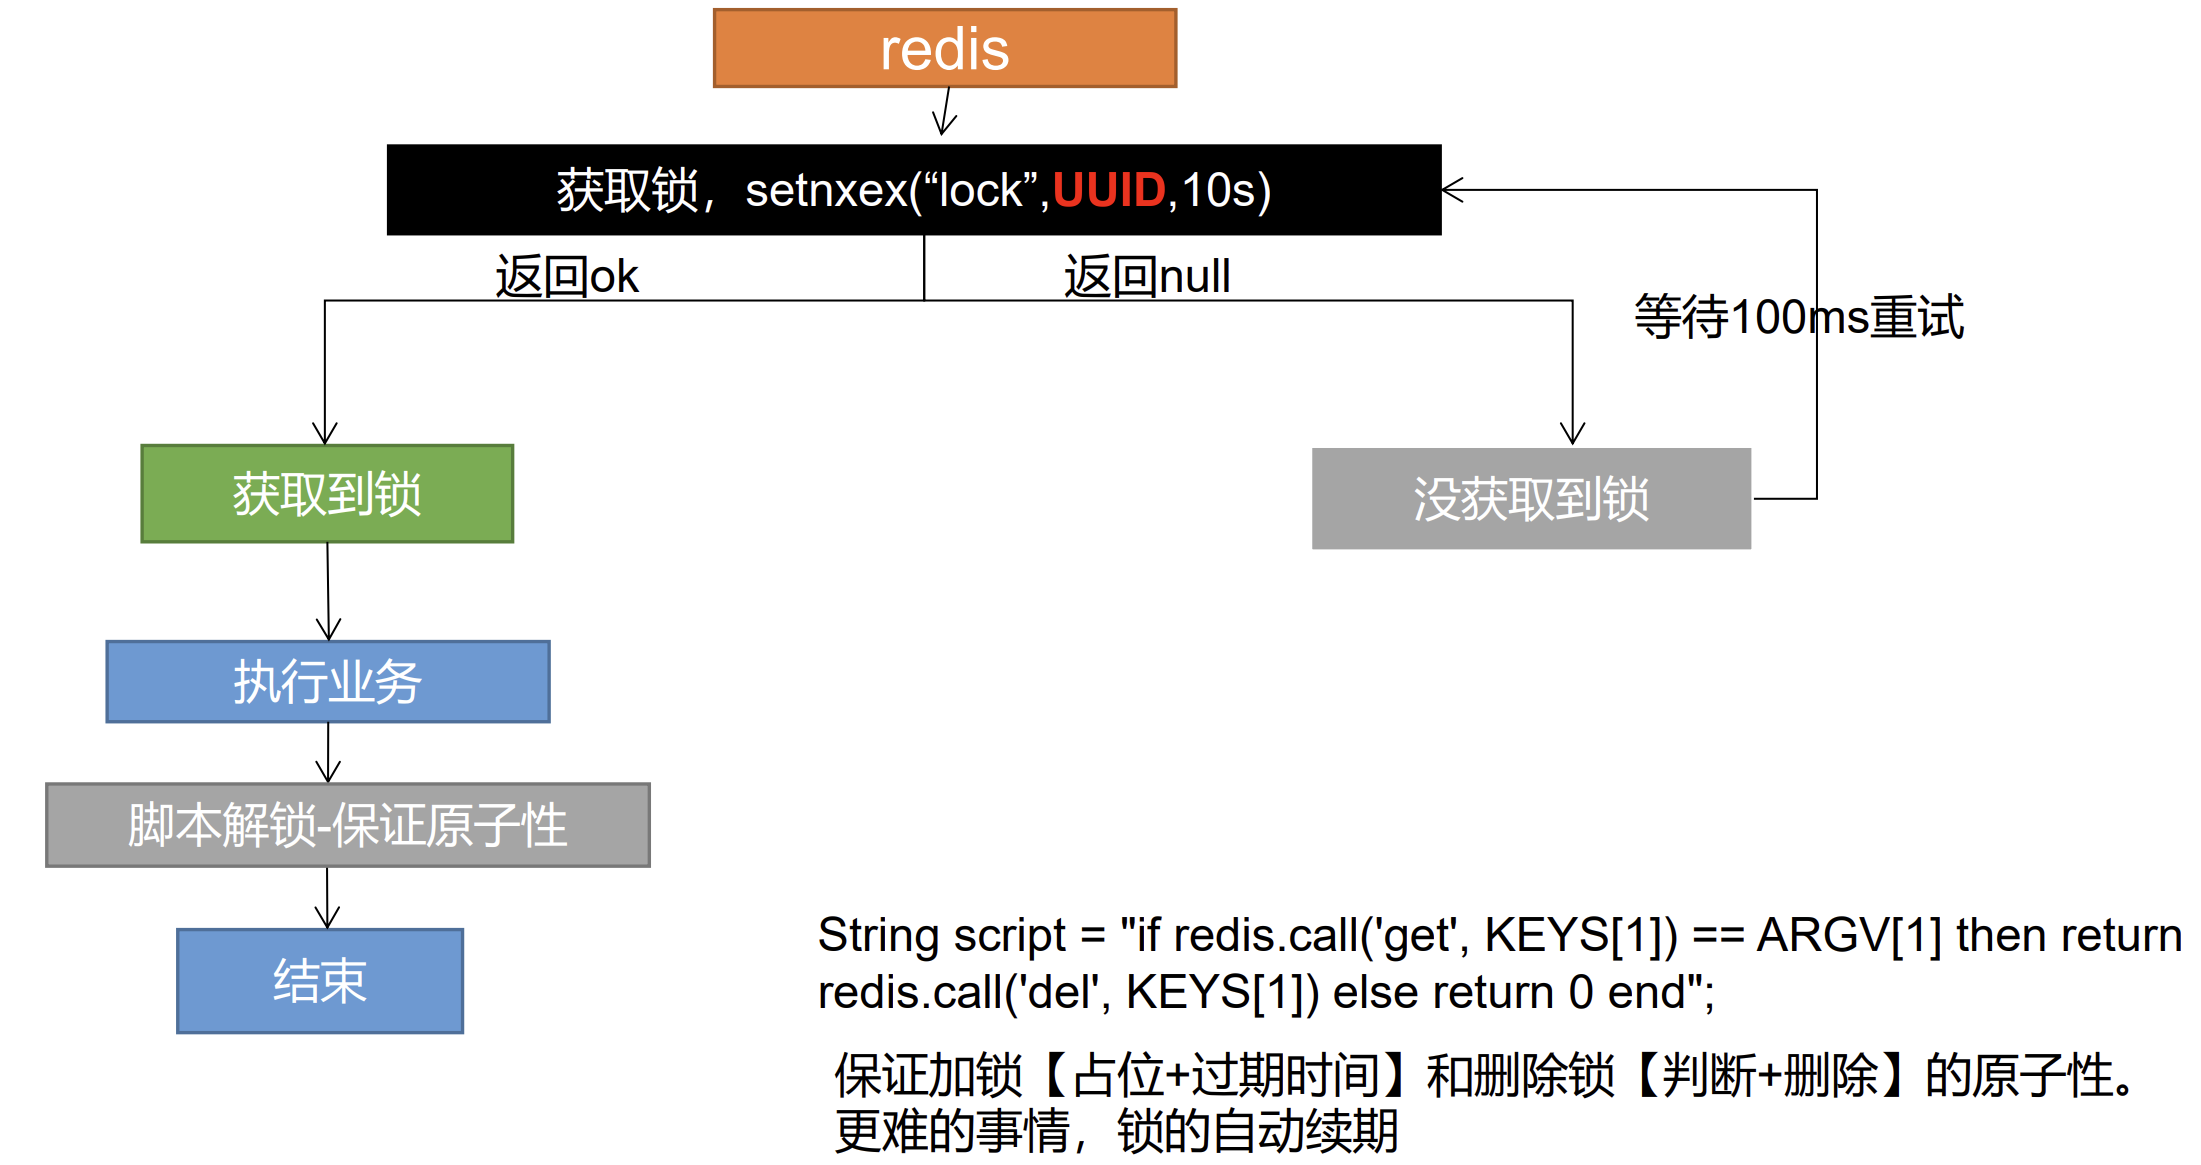 redis
获取锁，setnxex(“lock”,UUID,10s)
返回ok
返回null
等待100ms重试
获取到锁
没获取到锁
执行业务
脚本解锁-保证原子性
结束
String script = "if redis.call('get', KEYS[1]) == ARGV[1] then return
redis.call('del', KEYS[1]) else return 0 end";
保证加锁【占位+过期时间】和删除锁【判断+删除】的原子性。
更难的事情，锁的自动续期